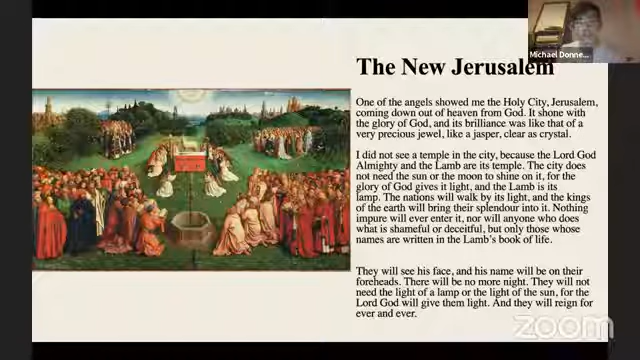 Michael Donne...
The New Jerusalem
One of the angels showed me the Holy City, Jerusalem,
coming down out of heaven from God. It shone with
the glory of God, and its brilliance was like that of a
very precious jewel, like a jasper, clear as crystal.
I did not see a temple in the city, because the Lord God
Almighty and the Lamb are its temple. The city does
not need the sun or the moon to shine on it, for the
glory of God gives it light, and the Lamb is its
lamp. The nations will walk by its light, and the kings
of the earth will bring their splendour into it. Nothing
impure will ever enter it, nor will anyone who does
what is shameful or deceitful, but only those whose
names are written in the Lamb's book of life.
They will see his face, and his name will be on their
foreheads. There will be no more night. They will not
need the light of a lamp or the light of the sun, for the
Lord God will give them light. And they will reign for
ever and ever.
zoom